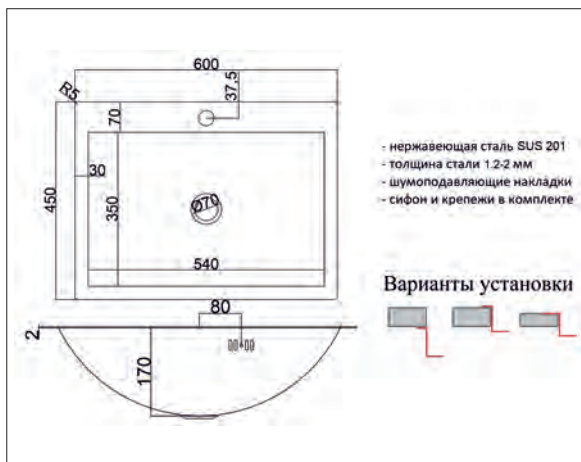 600
37,5
R5
70
30
450
350
Ø70
540
80
2
170
- нержавеющая сталь SUS 201
- толщина стали 1.2-2 мм
- шумоподавляющие накладки
- сифон и крепежи в комплекте
Варианты установки